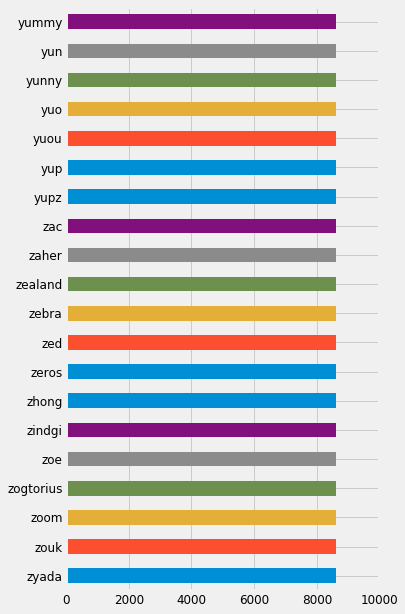 yummy
yun
yunny
yuo
yuou
yup
yupz
zac
zaher
zealand
zebra
zed
zeros
zhong
zindgi
zoe
zogtorius
zoom
zouk
zyada
0 2000 4000 6000 8000 10000